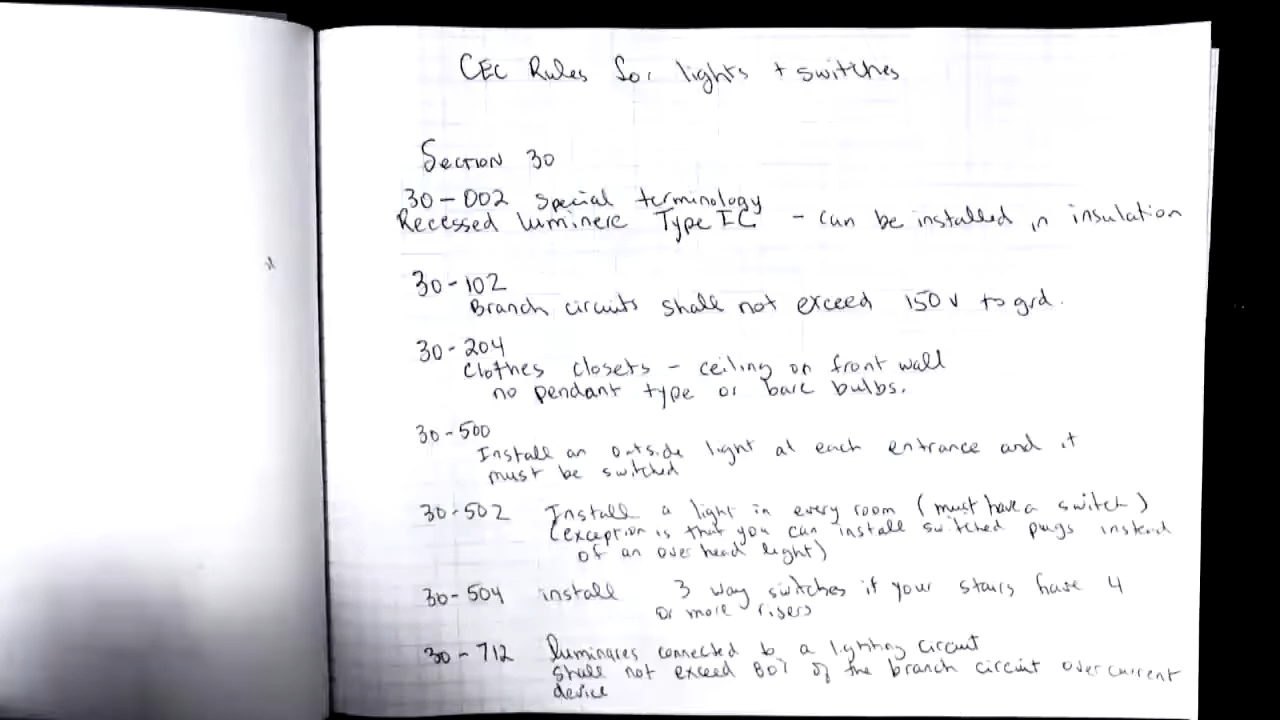 CEC Rules for lights + switches
Section 30
30-002 special terminology
Recessed luminere Type IC - can be installed in insulation
30-102
Branch circuits shall not exceed 150 v to grd.
30-204
Clothes closets - ceiling or front wall
no pendant type or bare bulbs.
30-500
Install an outside light at each entrance and it
must be switched
30-502 Install a light in every room (must have a switch)
(exception is that you can install switched plugs instead
of an over head light)
30-504 install 3 way switches if your stairs have 4
or more risers
30-712 luminares connected to a lighting circuit
shall not exceed 80% of the branch circuit overcurrent
device